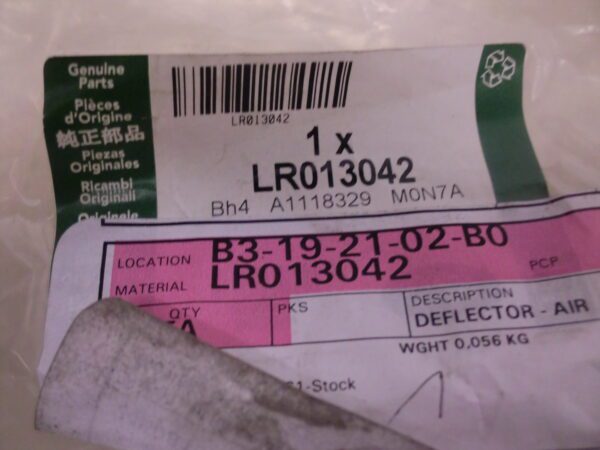 Genuine
Parts
Pièces
d'Origine
純正部品
Piezas
Originales
Ricambi
Originali
Originale
LR013042
1 x
LR013042
Bh4 A1118329 M0N7A
LOCATION B3-19-21-02-B0
MATERIAL LR013042 PCP
QTY PKS DESCRIPTION
DEFLECTOR - AIR
WGHT 0,056 KG
-Stock